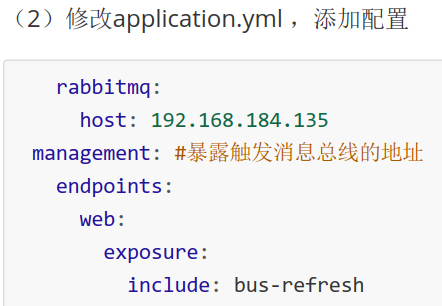 （2）修改application.yml ，添加配置
rabbitmq:
host: 192.168.184.135
management: #暴露触发消息总线的地址
endpoints:
web:
exposure:
include: bus-refresh